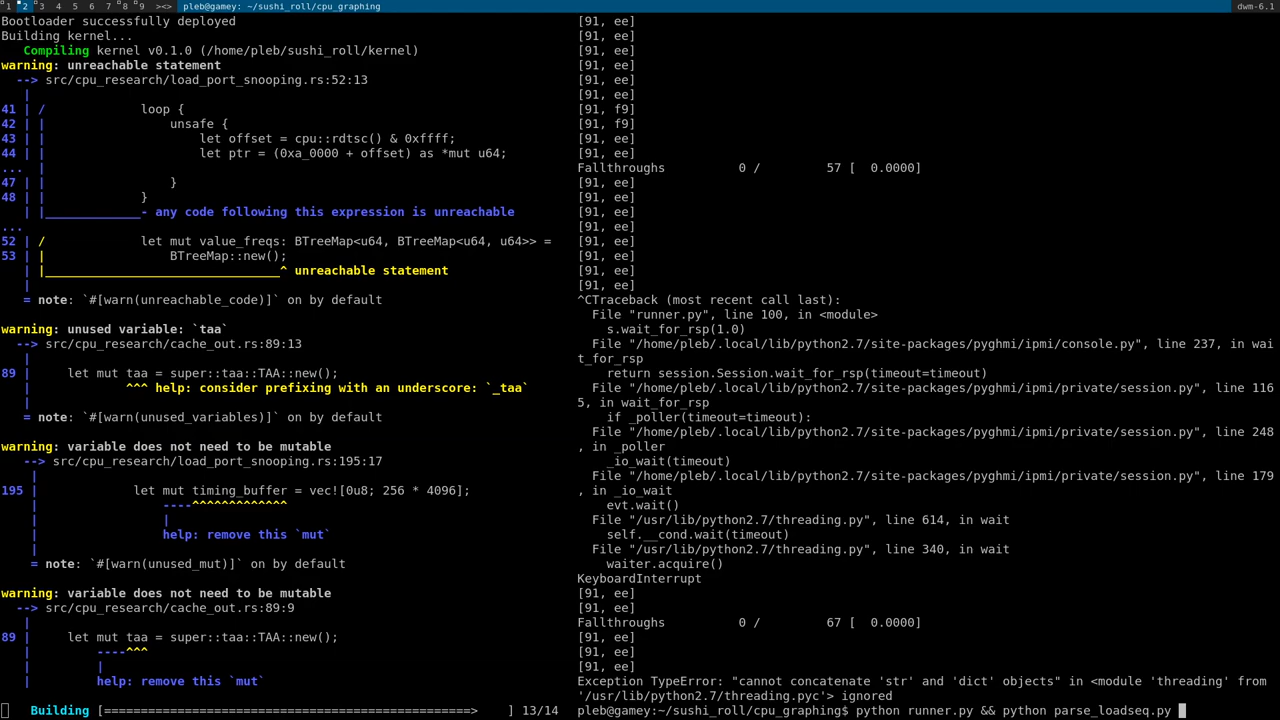 1 2 3 4 5 6 7 8 9 ><> pleb@gamey: ~/sushi_roll/cpu_graphing dwm-6.1
Bootloader successfully deployed
Building kernel...
   Compiling kernel v0.1.0 (/home/pleb/sushi_roll/kernel)
warning: unreachable statement
  --> src/cpu_research/load_port_snooping.rs:52:13
   |
41 | /             loop {
42 | |                 unsafe {
43 | |                     let offset = cpu::rdtsc() & 0xffff;
44 | |                     let ptr = (0xa_0000 + offset) as *mut u64;
...  |
47 | |                 }
48 | |             }
   | |_____________- any code following this expression is unreachable
...
52 | /             let mut value_freqs: BTreeMap<u64, BTreeMap<u64, u64>> =
53 | |                 BTreeMap::new();
   | |________________________________^ unreachable statement
   |
   = note: `#[warn(unreachable_code)]` on by default
warning: unused variable: `taa`
  --> src/cpu_research/cache_out.rs:89:13
   |
89 |     let mut taa = super::taa::TAA::new();
   |             ^^^ help: consider prefixing with an underscore: `_taa`
   |
   = note: `#[warn(unused_variables)]` on by default
warning: variable does not need to be mutable
   --> src/cpu_research/load_port_snooping.rs:195:17
    |
195 |             let mut timing_buffer = vec![0u8; 256 * 4096];
    |                 ----^^^^^^^^^^^^^
    |                 |
    |                 help: remove this `mut`
    |
    = note: `#[warn(unused_mut)]` on by default
warning: variable does not need to be mutable
  --> src/cpu_research/cache_out.rs:89:9
   |
89 |     let mut taa = super::taa::TAA::new();
   |         ----^^^
   |         |
   |         help: remove this `mut`
    Building [==================================================>    ] 13/14
[91, ee]
[91, ee]
[91, ee]
[91, ee]
[91, ee]
[91, ee]
[91, f9]
[91, f9]
[91, ee]
[91, ee]
Fallthroughs          0 /         57 [  0.0000]
[91, ee]
[91, ee]
[91, ee]
[91, ee]
[91, ee]
[91, ee]
[91, ee]
[91, ee]
^CTraceback (most recent call last):
  File "runner.py", line 100, in <module>
    s.wait_for_rsp(1.0)
  File "/home/pleb/.local/lib/python2.7/site-packages/pyghmi/ipmi/console.py", line 237, in wai
t_for_rsp
    return session.Session.wait_for_rsp(timeout=timeout)
  File "/home/pleb/.local/lib/python2.7/site-packages/pyghmi/ipmi/private/session.py", line 116
5, in wait_for_rsp
    if _poller(timeout=timeout):
  File "/home/pleb/.local/lib/python2.7/site-packages/pyghmi/ipmi/private/session.py", line 248
, in _poller
    _io_wait(timeout)
  File "/home/pleb/.local/lib/python2.7/site-packages/pyghmi/ipmi/private/session.py", line 179
, in _io_wait
    evt.wait()
  File "/usr/lib/python2.7/threading.py", line 614, in wait
    self.__cond.wait(timeout)
  File "/usr/lib/python2.7/threading.py", line 340, in wait
    waiter.acquire()
KeyboardInterrupt
[91, ee]
[91, ee]
Fallthroughs          0 /         67 [  0.0000]
[91, ee]
[91, ee]
[91, ee]
Exception TypeError: "cannot concatenate 'str' and 'dict' objects" in <module 'threading' from
'/usr/lib/python2.7/threading.pyc'> ignored
pleb@gamey:~/sushi_roll/cpu_graphing$ python runner.py && python parse_loadseq.py